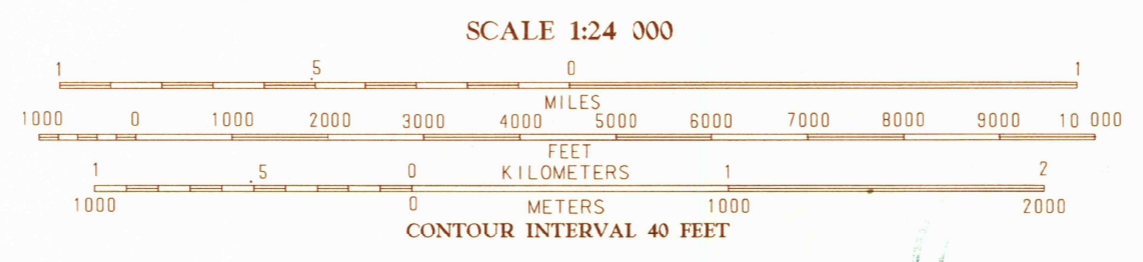 SCALE 1:24 000
1 .5 0 1
MILES
1000 0 1000 2000 3000 4000 5000 6000 7000 8000 9000 10 000
FEET
KILOMETERS
1 .5 0 1 2
1000 0 METERS 1000 2000
CONTOUR INTERVAL 40 FEET